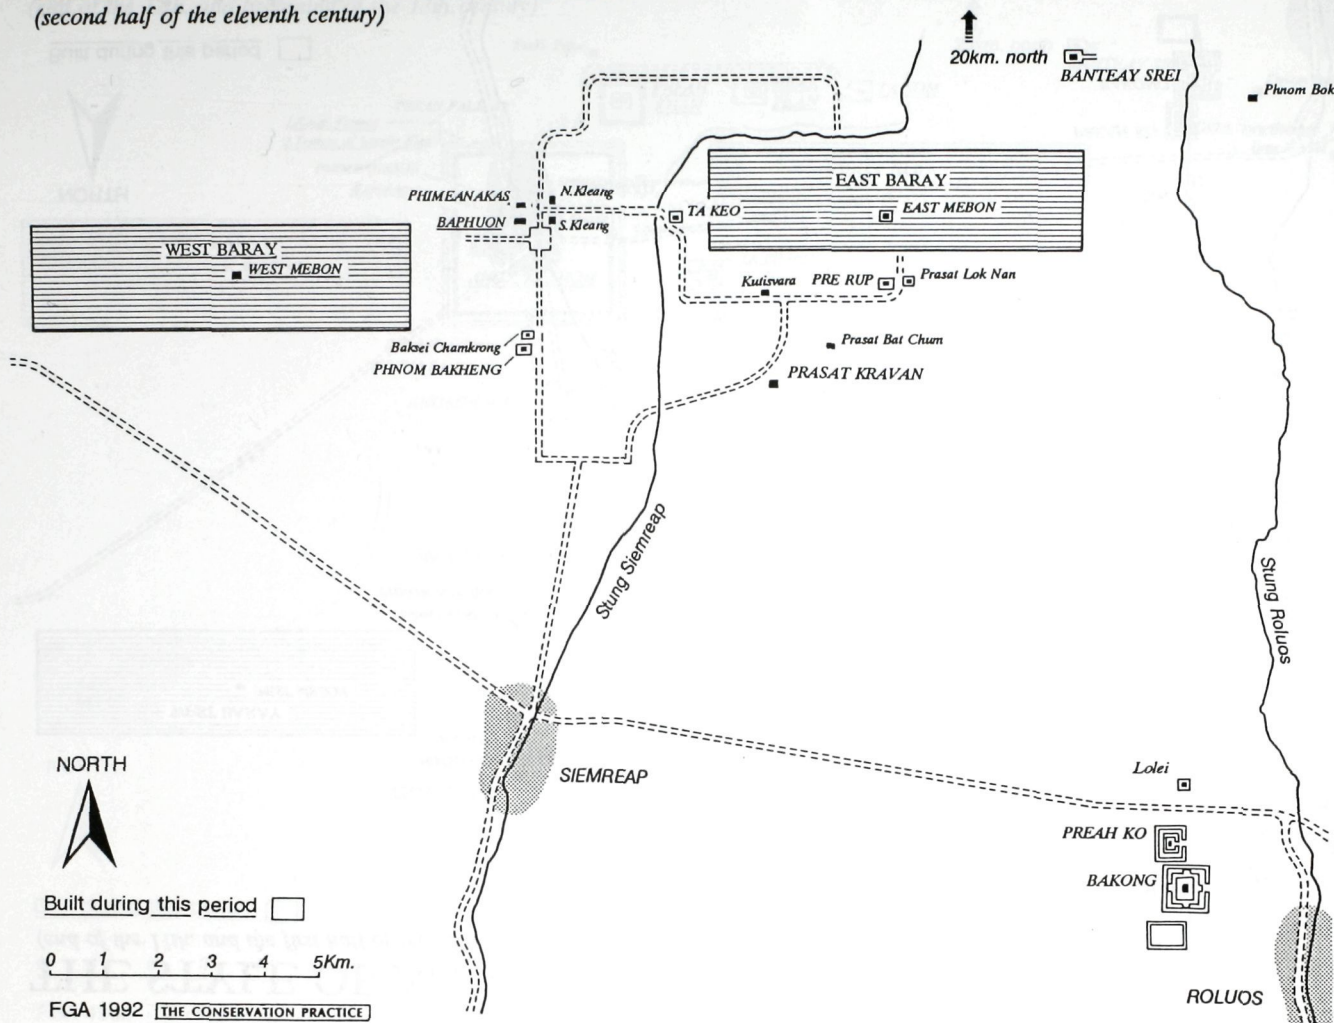 (second half of the eleventh century)
20km. north
BANTEAY SREI
Phnom Bok
EAST BARAY
EAST MEBON
PHIMEANAKAS
N.Kleang
BAPHUON
S.Kleang
TA KEO
WEST BARAY
WEST MEBON
Kutisvara
PRE RUP
Prasat Lok Nan
Baksei Chamkrong
PHNOM BAKHENG
Prasat Bat Chum
PRASAT KRAVAN
Stung Siemreap
Stung Roluos
NORTH
SIEMREAP
Lolei
PREAH KO
BAKONG
Built during this period
0 1 2 3 4 5Km.
ROLUOS
FGA 1992 THE CONSERVATION PRACTICE